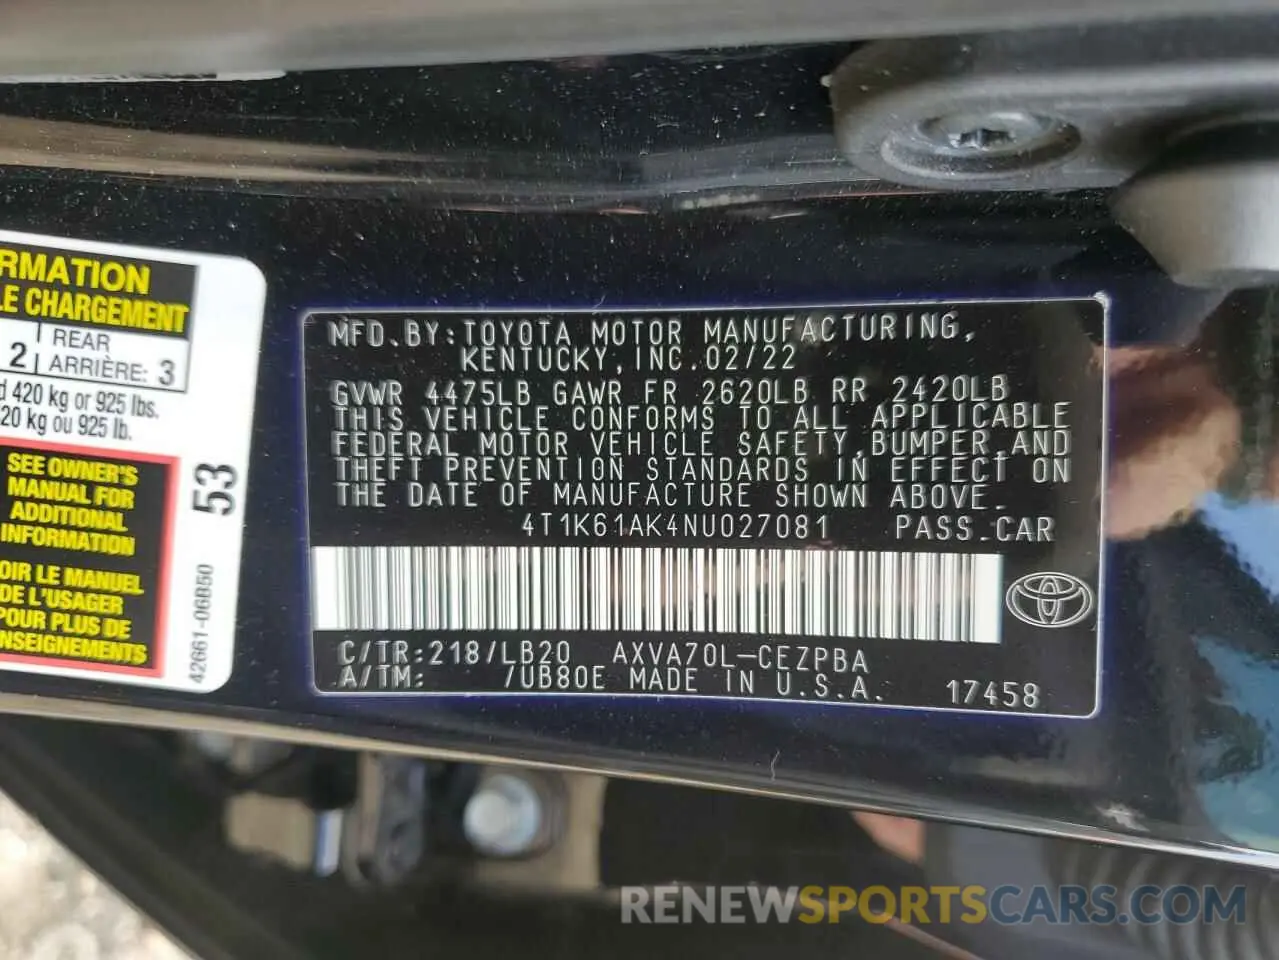 RMATION
LE CHARGEMENT
2 REAR
ARRIÈRE: 3
d 420 kg or 925 lbs.
20 kg ou 925 lb.
SEE OWNER'S
MANUAL FOR
ADDITIONAL
INFORMATION
OIR LE MANUEL
DE L'USAGER
POUR PLUS DE
NSEIGNEMENTS
53
42661-06B50
MFD. BY: TOYOTA MOTOR MANUFACTURING,
KENTUCKY, INC. 02/22
GVWR 4475LB GAWR FR 2620LB RR 2420LB
THIS VEHICLE CONFORMS TO ALL APPLICABLE
FEDERAL MOTOR VEHICLE SAFETY, BUMPER, AND
THEFT PREVENTION STANDARDS IN EFFECT ON
THE DATE OF MANUFACTURE SHOWN ABOVE.
4T1K61AK4NU027081 PASS. CAR
C/TR: 218/LB20 AXVA70L-CEZPBA
A/TM: /UB80E MADE IN U.S.A. 17458
RENEWSPORTSCARS.COM